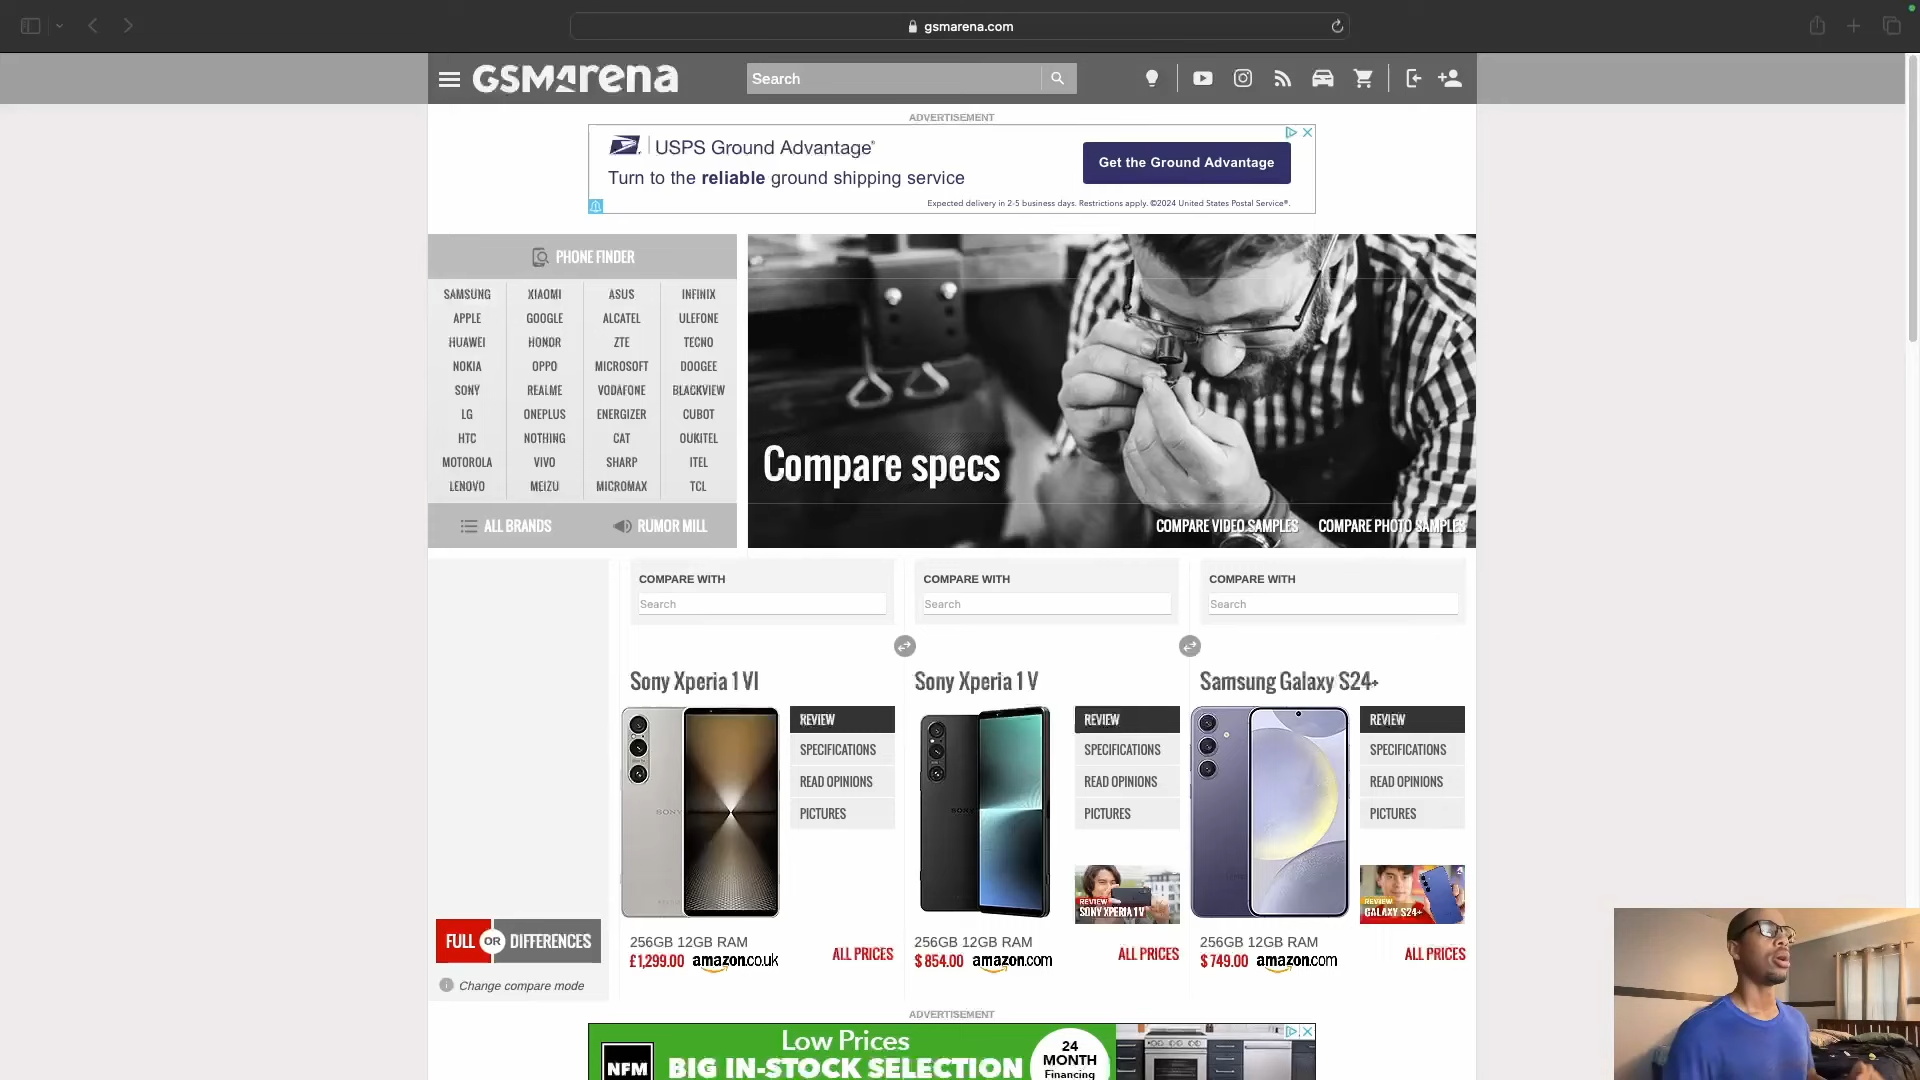 gsmarena.com
GSMArena
Search
ADVERTISEMENT
USPS Ground Advantage®
Turn to the reliable ground shipping service
Get the Ground Advantage
Expected delivery in 2-5 business days. Restrictions apply. ©2024 United States Postal Service®.
PHONE FINDER
SAMSUNG XIAOMI ASUS INFINIX
APPLE GOOGLE ALCATEL ULEFONE
HUAWEI HONOR ZTE TECNO
NOKIA OPPO MICROSOFT DOOGEE
SONY REALME VODAFONE BLACKVIEW
LG ONEPLUS ENERGIZER CUBOT
HTC NOTHING CAT OUKITEL
MOTOROLA VIVO SHARP ITEL
LENOVO MEIZU MICROMAX TCL
ALL BRANDS RUMOR MILL
Compare specs
COMPARE VIDEO SAMPLES COMPARE PHOTO SAMPLES
COMPARE WITH COMPARE WITH COMPARE WITH
Search Search Search
Sony Xperia 1 VI Sony Xperia 1 V Samsung Galaxy S24+
REVIEW REVIEW REVIEW
SPECIFICATIONS SPECIFICATIONS SPECIFICATIONS
READ OPINIONS READ OPINIONS READ OPINIONS
PICTURES PICTURES PICTURES
SONY SONY
REVIEW REVIEW
SONY XPERIA 1 V GALAXY S24+
FULL OR DIFFERENCES
256GB 12GB RAM 256GB 12GB RAM 256GB 12GB RAM
£1,299.00 amazon.co.uk ALL PRICES $ 854.00 amazon.com ALL PRICES $ 749.00 amazon.com ALL PRICES
Change compare mode
ADVERTISEMENT
Low Prices
NFM BIG IN-STOCK SELECTION
24
MONTH
Financing